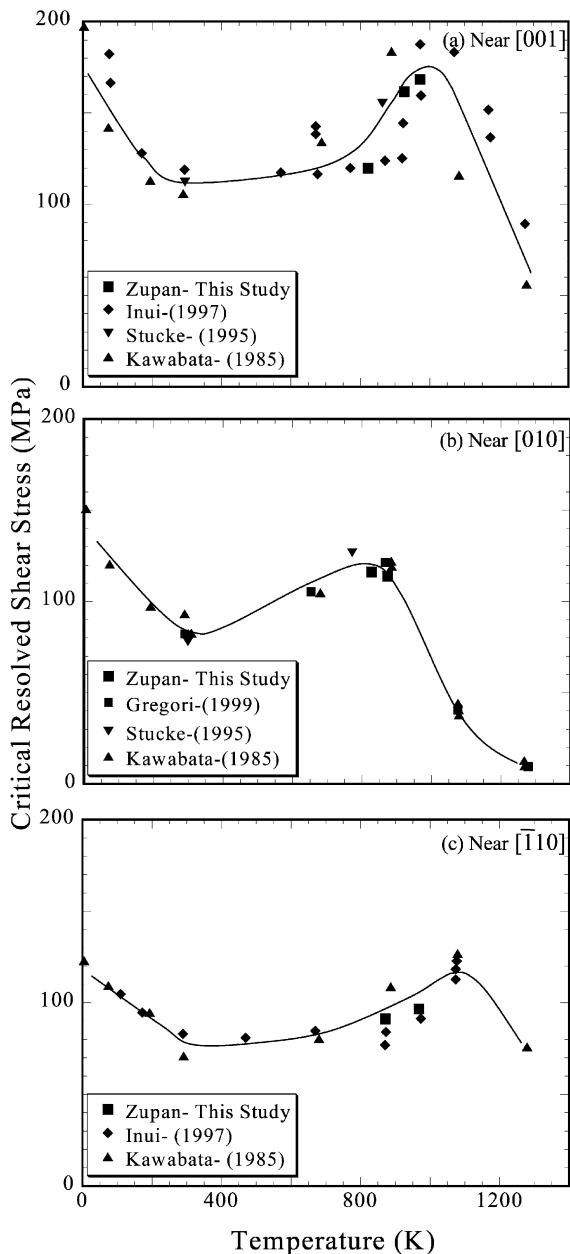 200
(a) Near [001]
100
Zupan- This Study
Inui-(1997)
Stucke- (1995)
Kawabata- (1985)
0
200
(b) Near [010]
100
Zupan- This Study
Gregori-(1999)
Stucke-(1995)
Kawabata-(1985)
0
200
(c) Near [1̅10]
100
Zupan- This Study
Inui- (1997)
Kawabata- (1985)
0
0 400 800 1200
Temperature (K)
Critical Resolved Shear Stress (MPa)